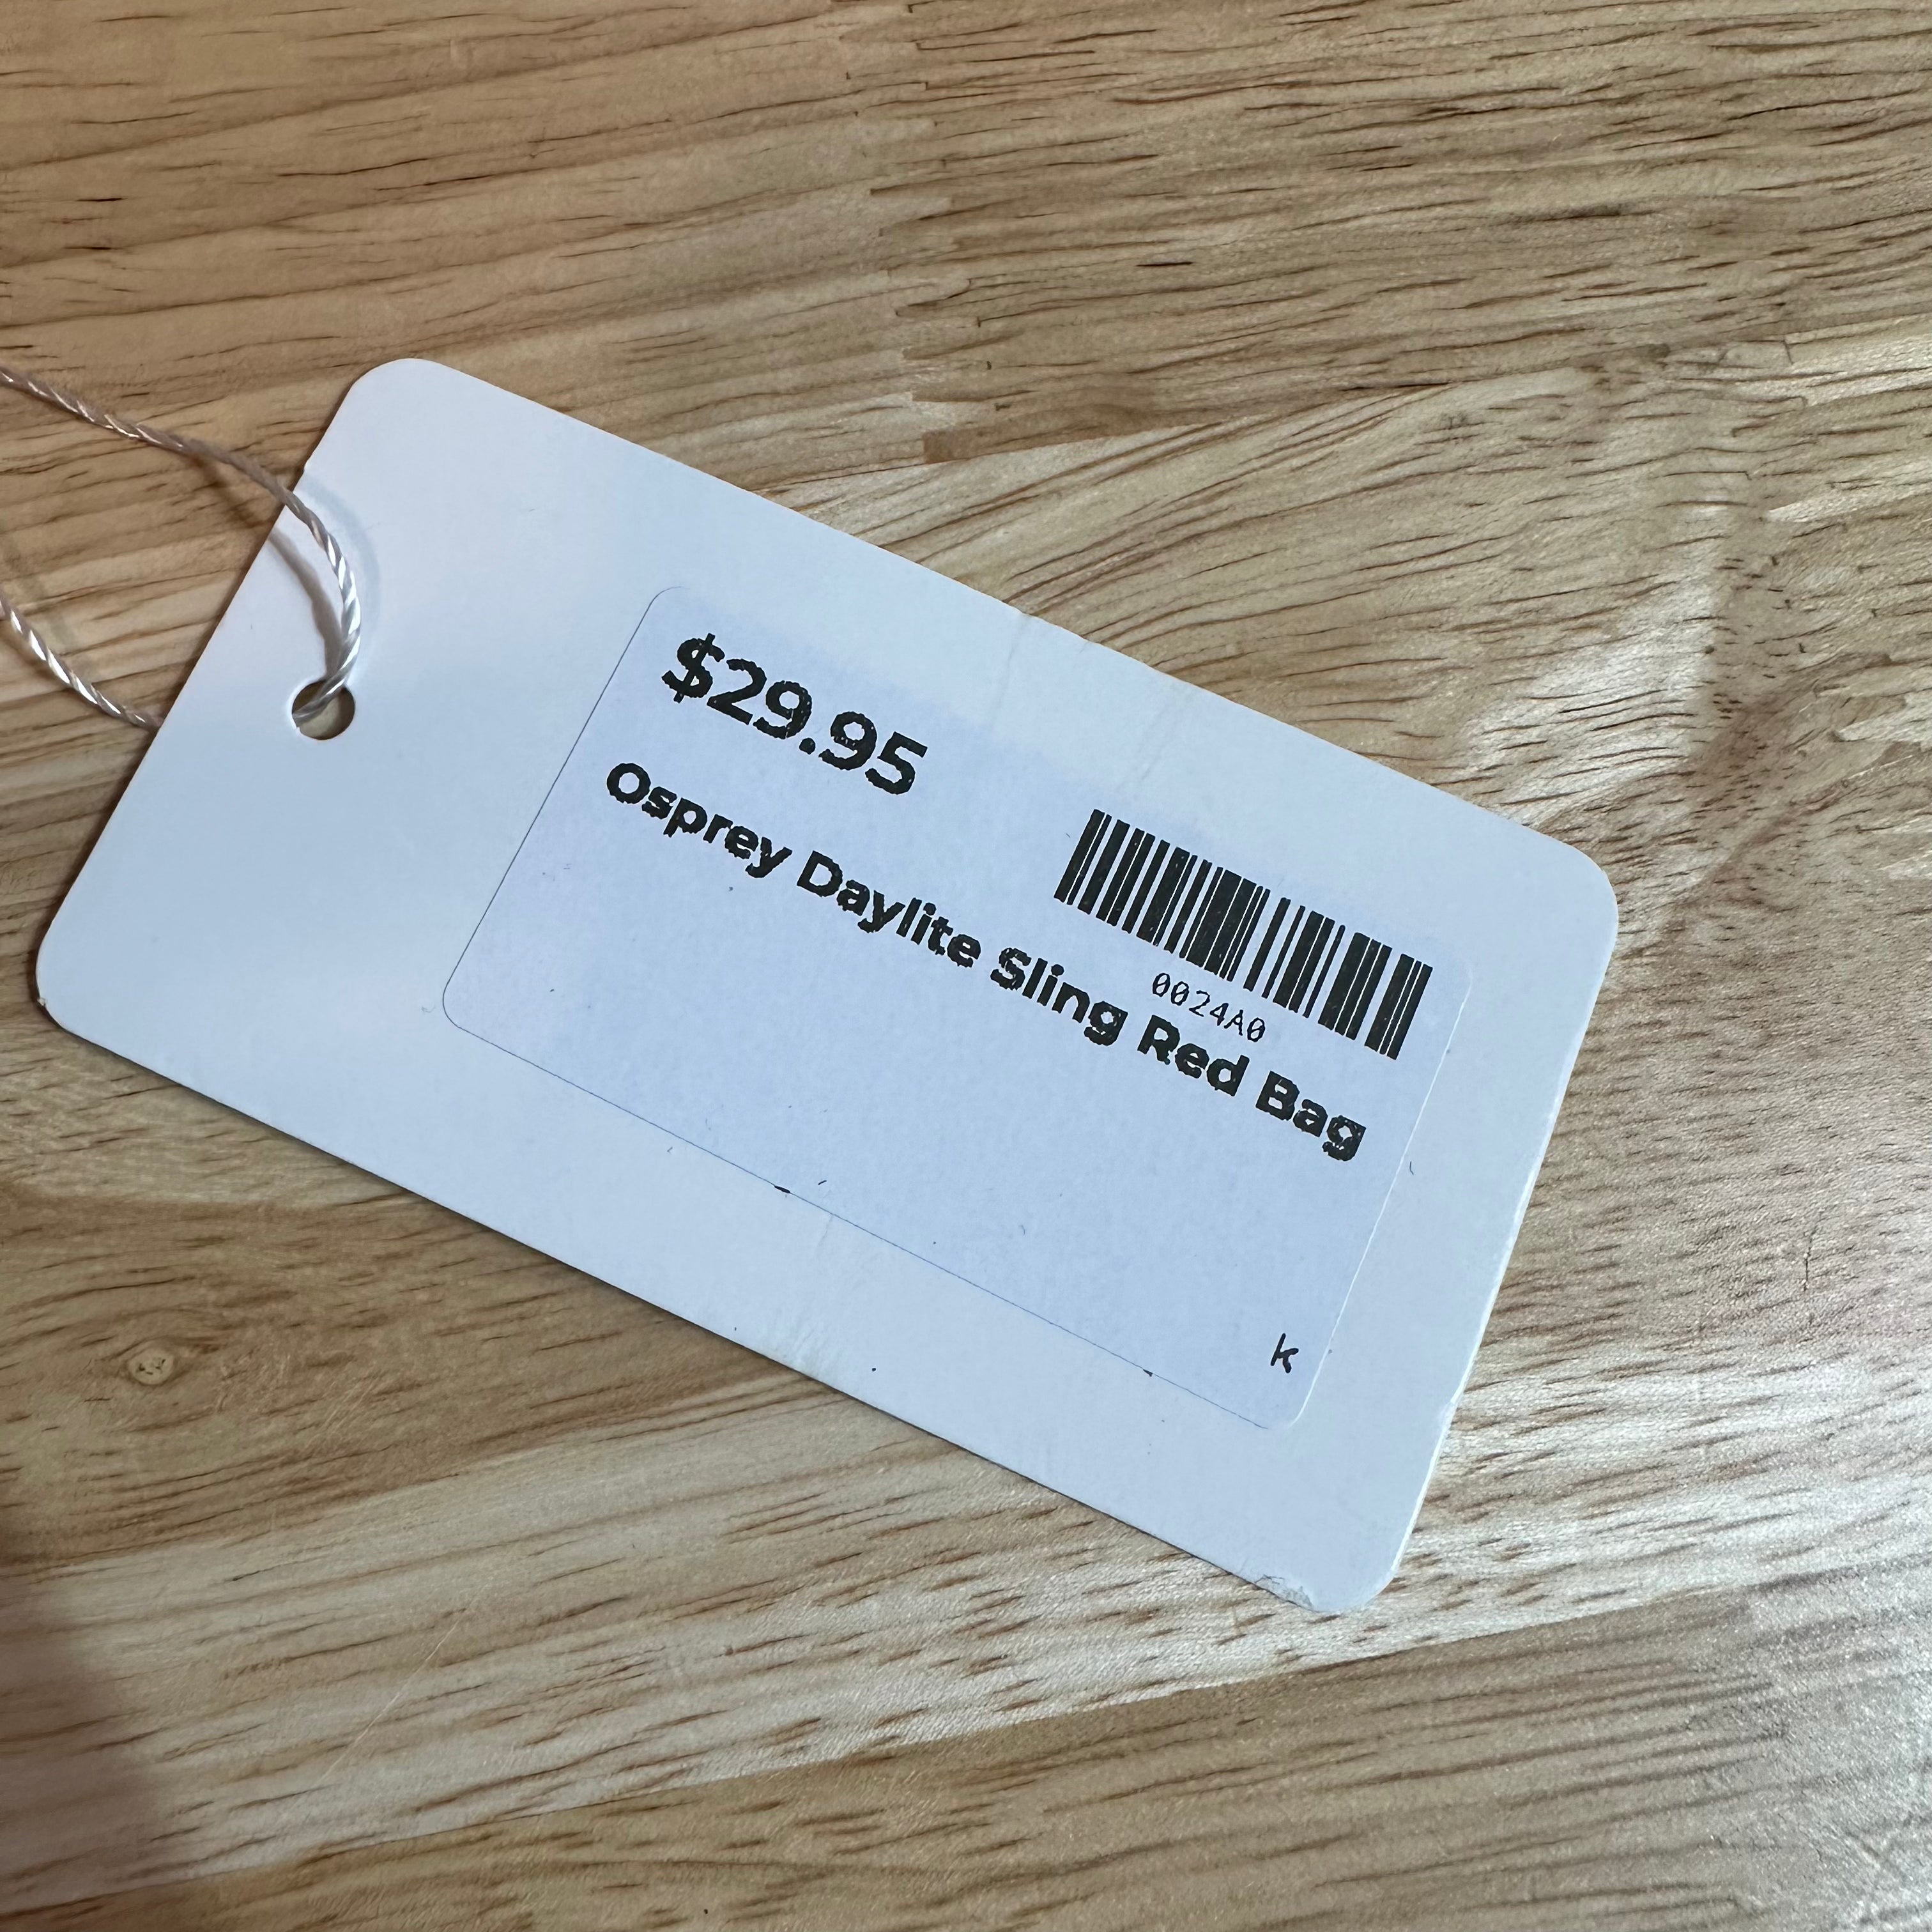 $29.95
0024A0
Osprey Daylite Sling Red Bag
k